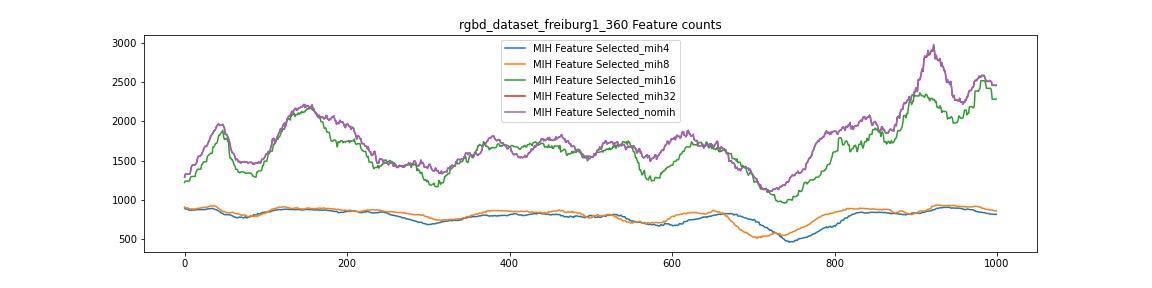 rgbd_dataset_freiburg1_360 Feature counts
3000
2500
2000
1500
1000
500
MIH Feature Selected_mih4
MIH Feature Selected_mih8
MIH Feature Selected_mih16
MIH Feature Selected_mih32
MIH Feature Selected_nomih
0 200 400 600 800 1000